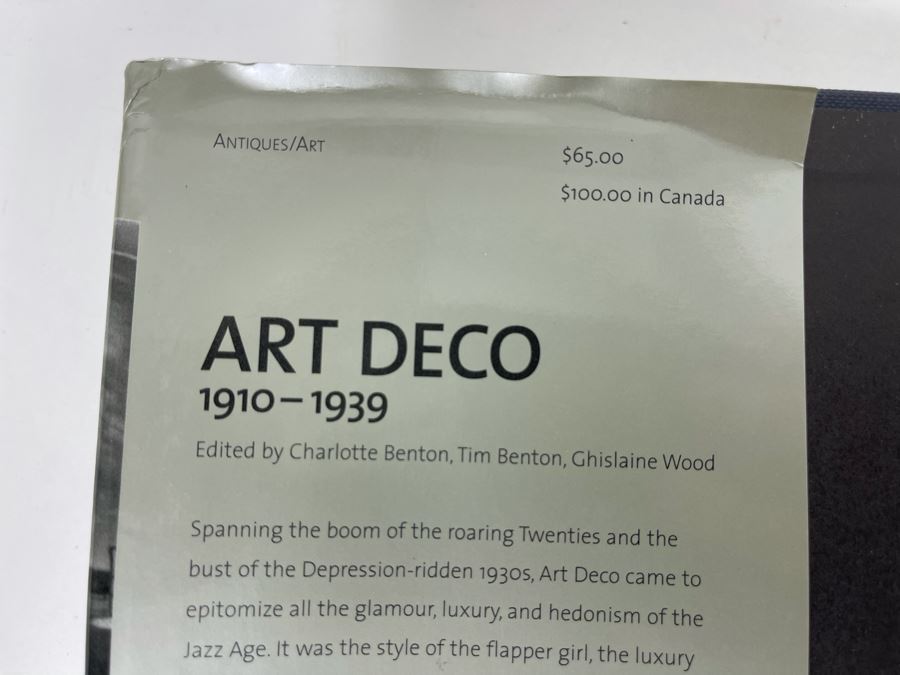 ANTIQUES/ART
$65.00
$100.00 in Canada
ART DECO
1910–1939
Edited by Charlotte Benton, Tim Benton, Ghislaine Wood
Spanning the boom of the roaring Twenties and the
bust of the Depression-ridden 1930s, Art Deco came to
epitomize all the glamour, luxury, and hedonism of the
Jazz Age. It was the style of the flapper girl, the luxury